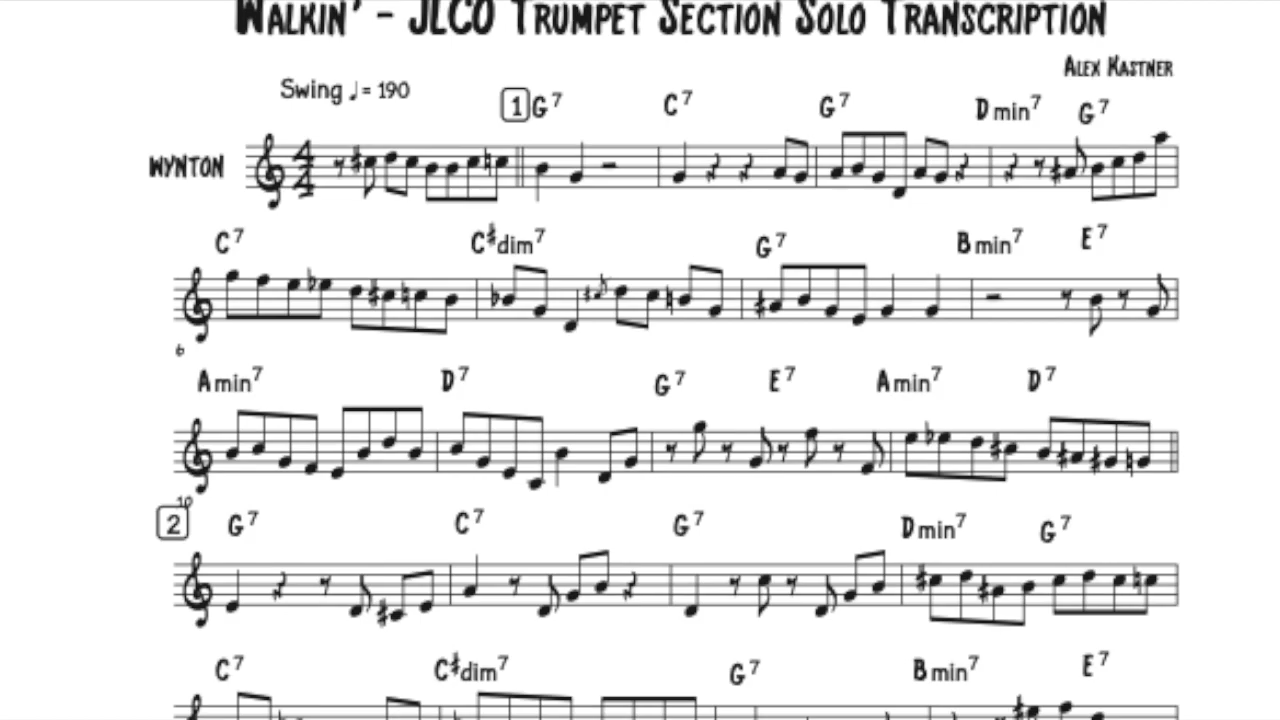 WALKIN' - JLCO TRUMPET SECTION SOLO TRANSCRIPTION
ALEX KASTNER
Swing ♩= 190
1 G7 C7 G7 Dmin7 G7
WYNTON
4
4
C7 C#dim7 G7 Bmin7 E7
6
Amin7 D7 G7 E7 Amin7 D7
10
2 G7 C7 G7 Dmin7 G7
C7 C#dim7 G7 Bmin7 E7